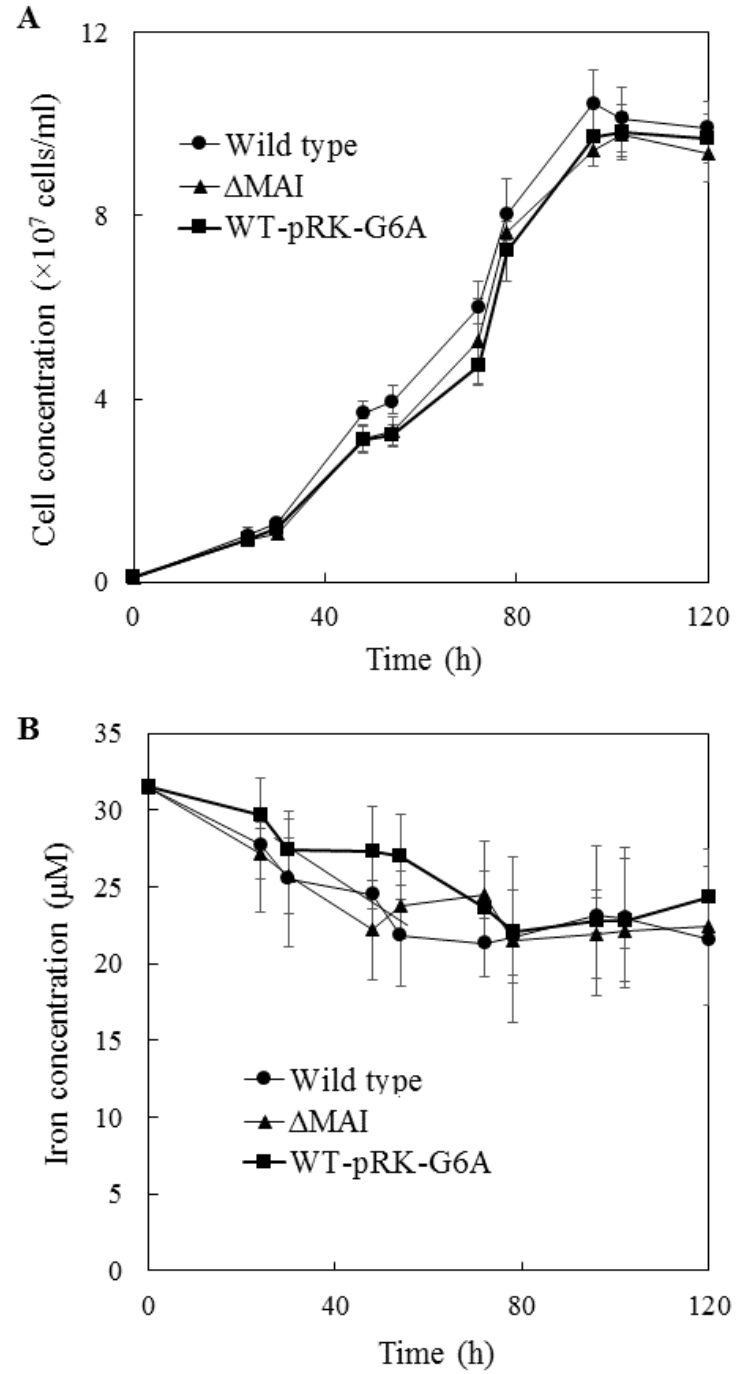 A
12
8
4
0
Cell concentration (×10⁷ cells/ml)
Wild type
ΔMAI
WT-pRK-G6A
0 40 80 120
Time (h)
B
35
30
25
20
15
10
5
0
Iron concentration (µM)
Wild type
ΔMAI
WT-pRK-G6A
0 40 80 120
Time (h)